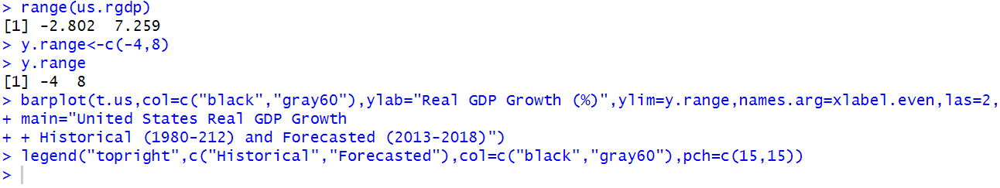 > range(us.rgdp)
[1] -2.802  7.259
> y.range<-c(-4,8)
> y.range
[1] -4  8
> barplot(t.us,col=c("black","gray60"),ylab="Real GDP Growth (%)",ylim=y.range,names.arg=xlabel.even,las=2,
+ main="United States Real GDP Growth
+ + Historical (1980-212) and Forecasted (2013-2018)")
> legend("topright",c("Historical","Forecasted"),col=c("black","gray60"),pch=c(15,15))
>